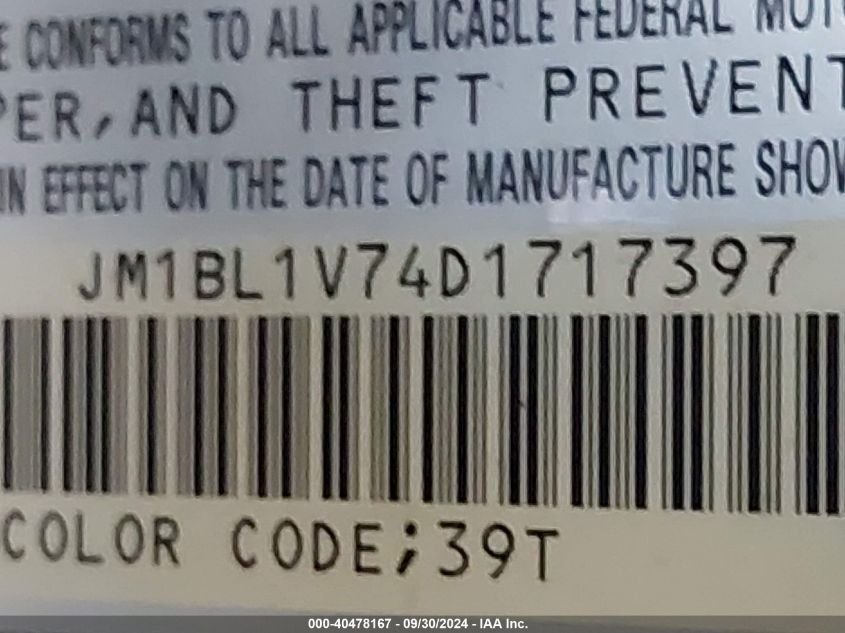 E CONFORMS TO ALL APPLICABLE FEDERAL MOT
PER, AND THEFT PREVENT
IN EFFECT ON THE DATE OF MANUFACTURE SHOW
JM1BL1V74D1717397
COLOR CODE;39T
000-40478167 - 09/30/2024 - IAA Inc.